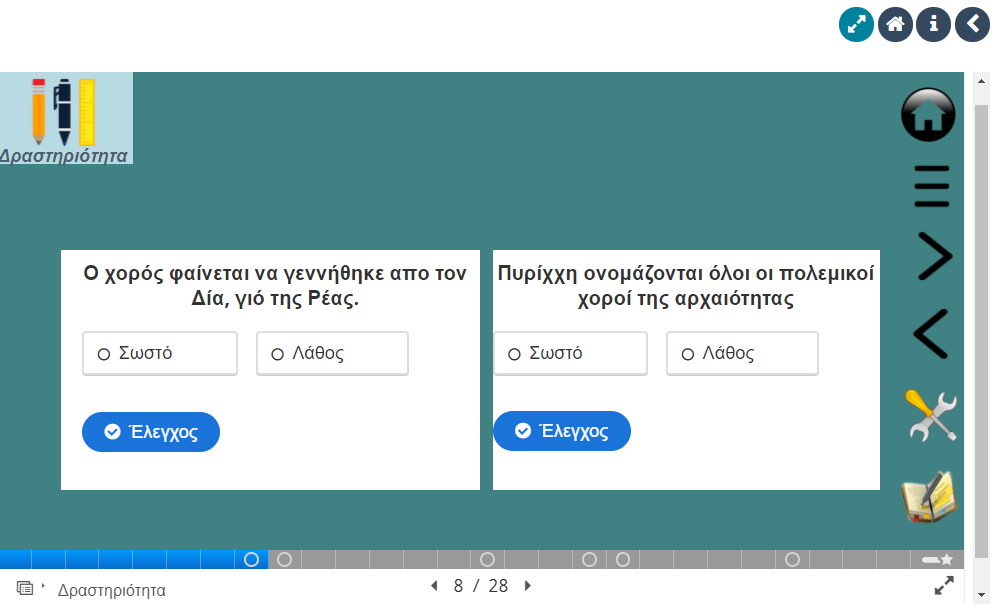 Δραστηριότητα
Ο χορός φαίνεται να γεννήθηκε απο τον
Δία, γιό της Ρέας.
Σωστό
Λάθος
Έλεγχος
Πυρίχχη ονομάζονται όλοι οι πολεμικοί
χοροί της αρχαιότητας
Σωστό
Λάθος
Έλεγχος
Δραστηριότητα
8 / 28